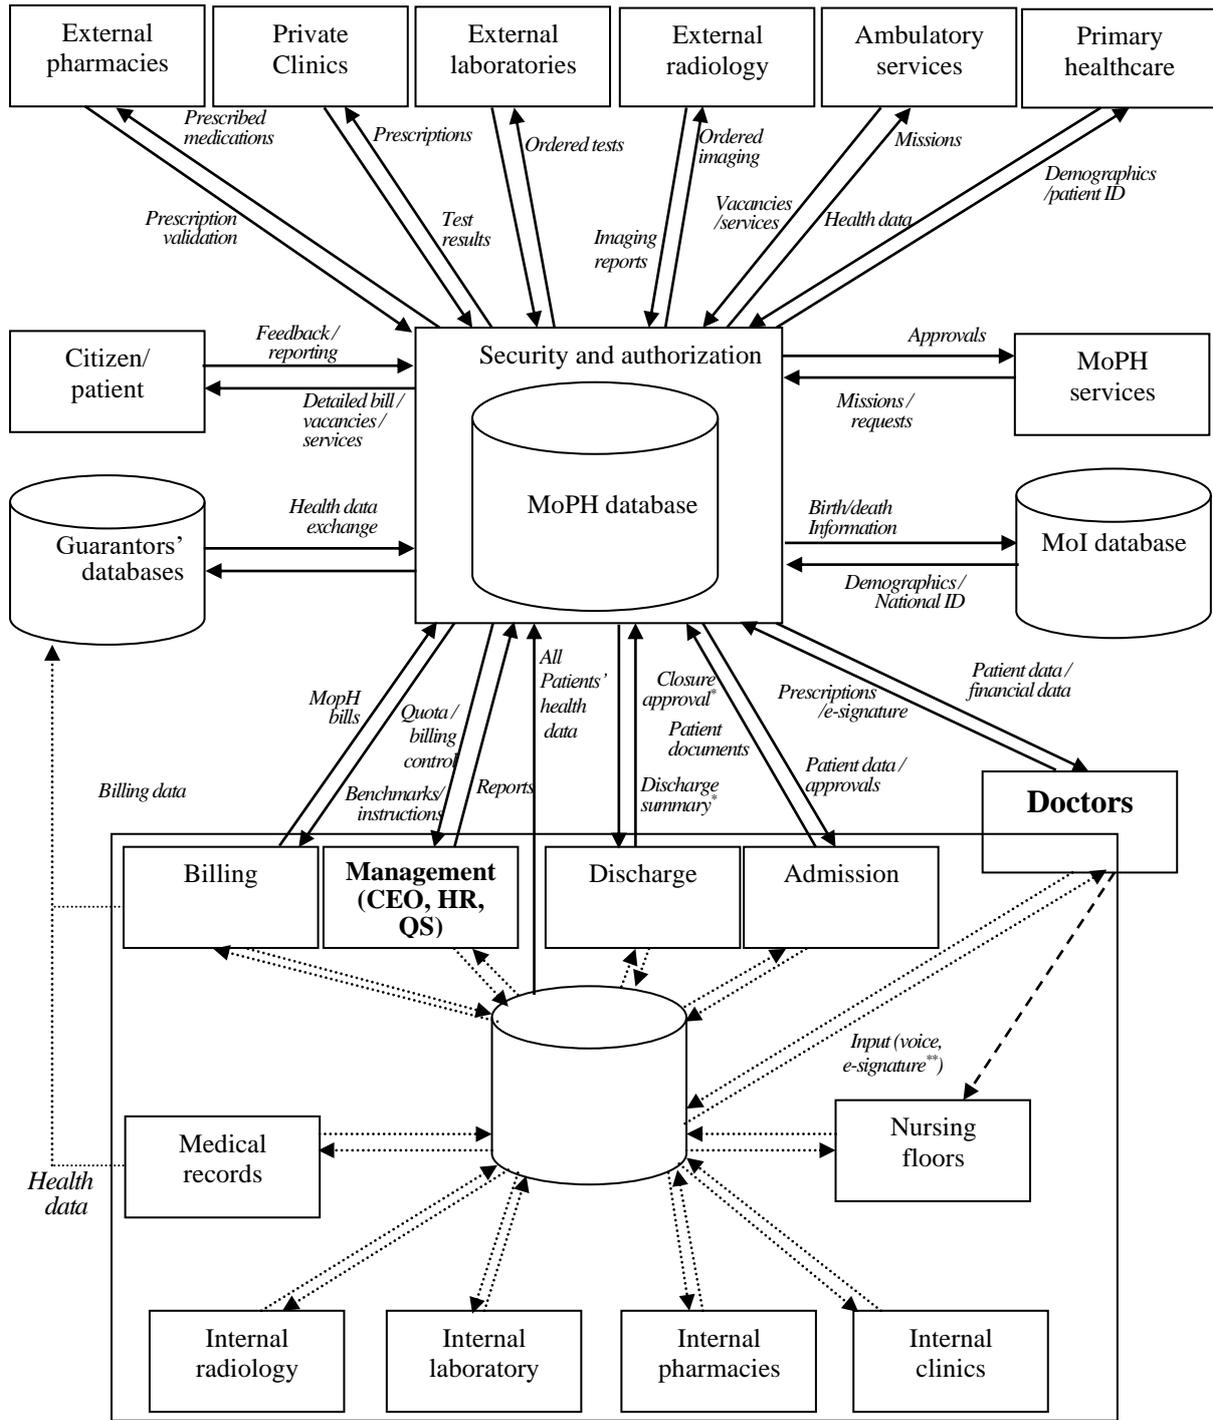 External
pharmacies
Private
Clinics
External
laboratories
External
radiology
Ambulatory
services
Primary
healthcare
Prescribed
medications
Prescriptions
Ordered tests
Ordered
imaging
Missions
Demographics
/patient ID
Prescription
validation
Test
results
Imaging
reports
Vacancies
/services
Health data
Citizen/
patient
Feedback /
reporting
Detailed bill /
vacancies /
services
Security and authorization
MoPH database
Approvals
Missions /
requests
MoPH
services
Guarantors’
databases
Health data
exchange
Birth/death
Information
Demographics /
National ID
MoI database
MopH
bills
Quota /
billing
control
All
Patients’
health
data
Closure
approval*
Patient
documents
Prescriptions
/e-signature
Patient data /
financial data
Billing data
Benchmarks/
instructions
Reports
Discharge
summary*
Patient data /
approvals
Doctors
Billing
Management
(CEO, HR,
QS)
Discharge
Admission
Input (voice,
e-signature**)
Medical
records
Nursing
floors
Health
data
Internal
radiology
Internal
laboratory
Internal
pharmacies
Internal
clinics